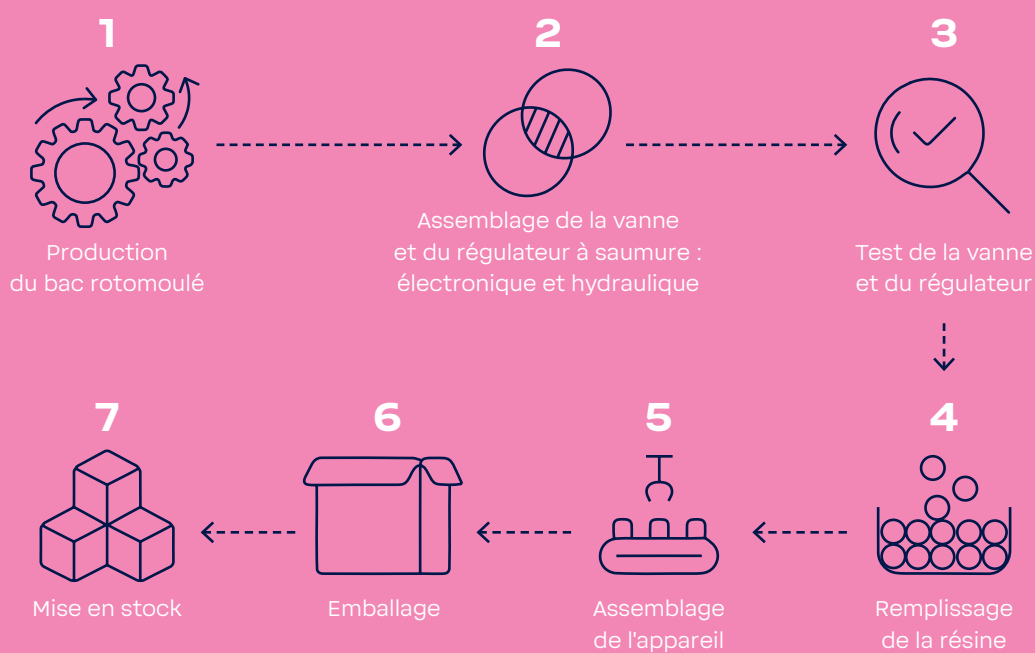 1
Production
du bac rotomoulé
2
Assemblage de la vanne
et du régulateur à saumure :
électronique et hydraulique
3
Test de la vanne
et du régulateur
4
Remplissage
de la résine
5
Assemblage
de l'appareil
6
Emballage
7
Mise en stock